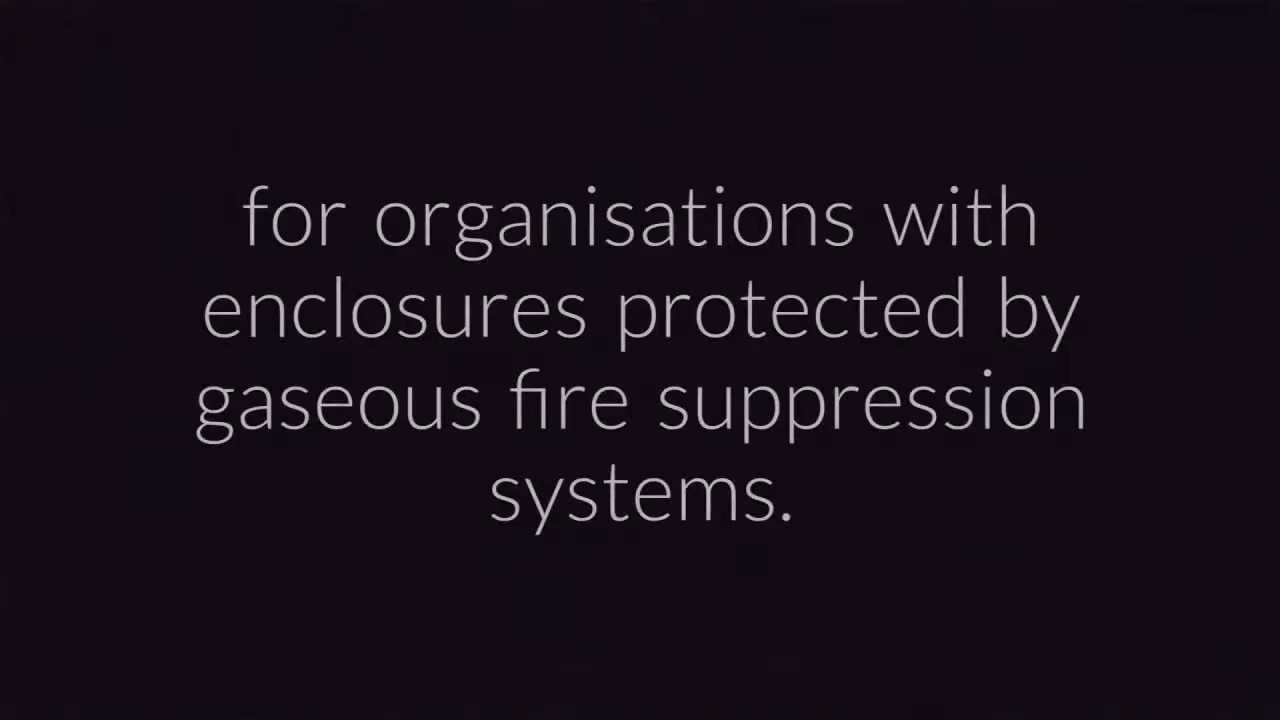 for organisations with
enclosures protected by
gaseous fire suppression
systems.